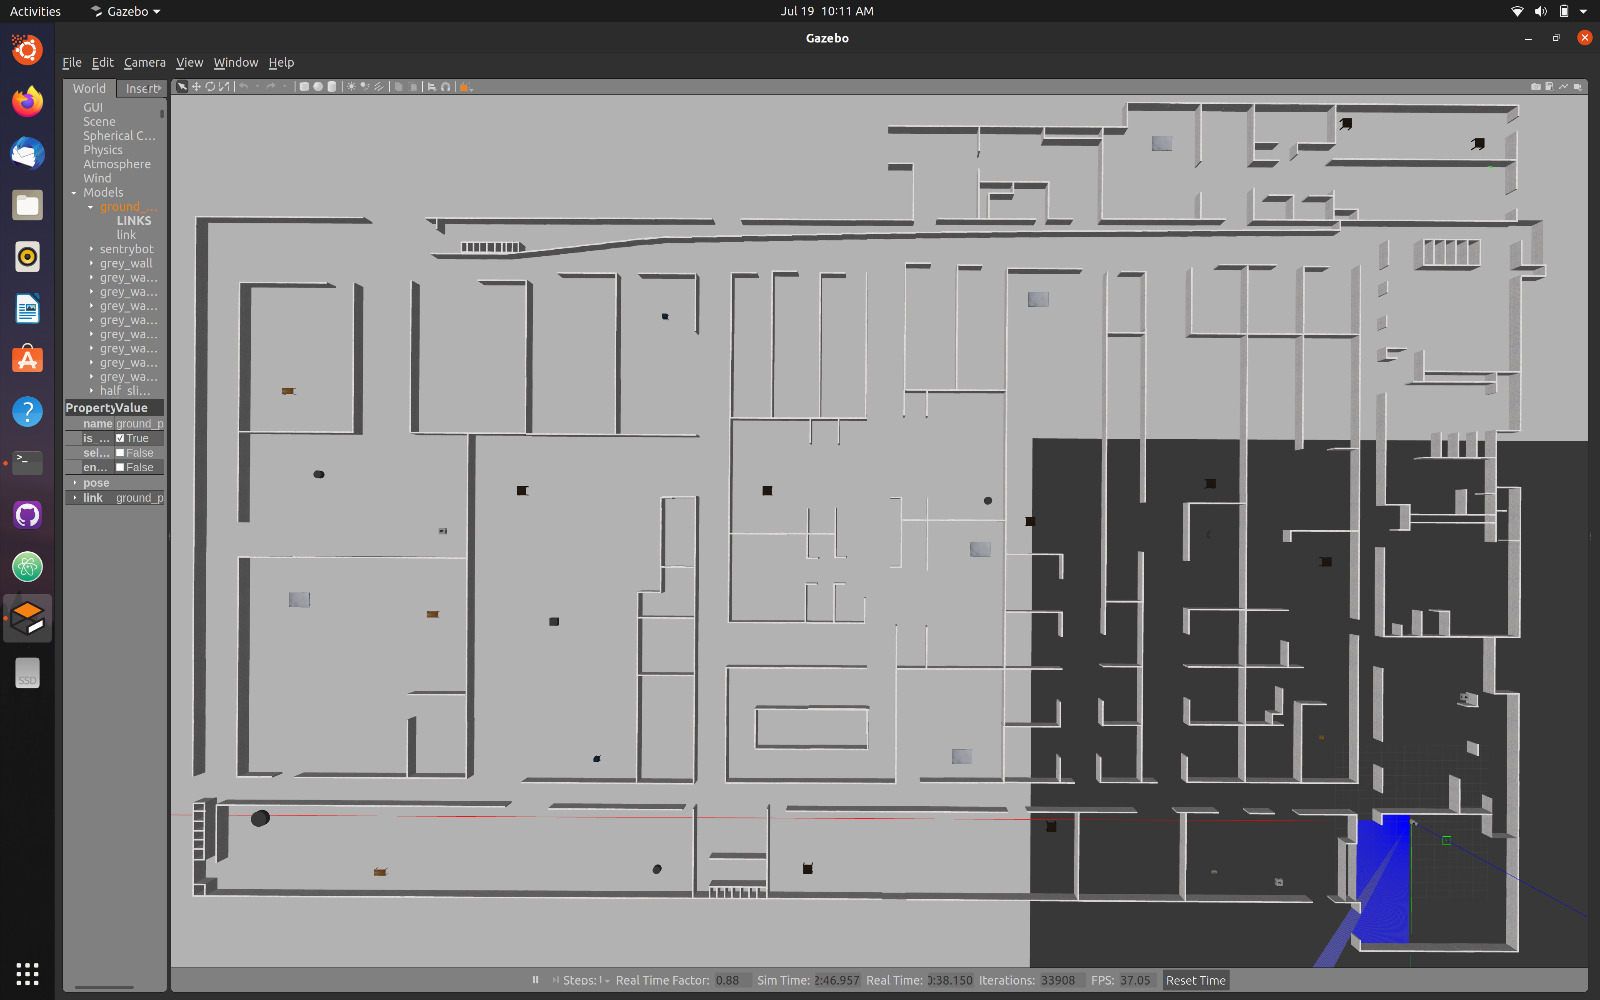 Activities
Gazebo
Jul 19 10:11 AM
Gazebo
File Edit Camera View Window Help
World Insert
GUI
Scene
Spherical C...
Physics
Atmosphere
Wind
Models
ground_...
LINKS
link
sentrybot
grey_wall
grey_wa...
grey_wa...
grey_wa...
grey_wa...
grey_wa...
grey_wa...
grey_wa...
grey_wa...
half_sli...
Property Value
name ground_p
is ... True
sel... False
en... False
pose
link ground_p
Steps: Real Time Factor: 0.88 Sim Time: 2:46.957 Real Time: 0:38.150 Iterations: 33908 FPS: 37.05 Reset Time
SSD